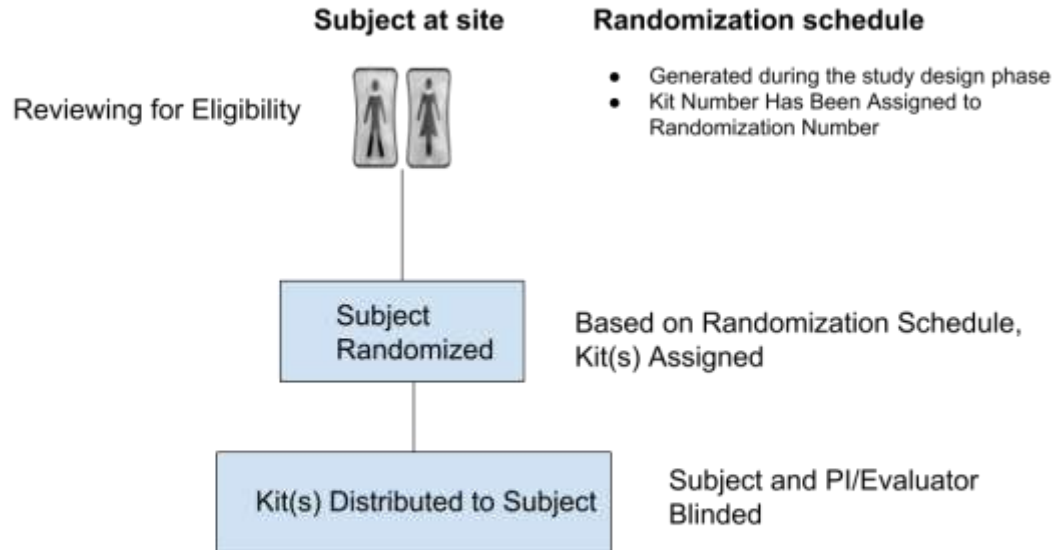 Subject at site
Randomization schedule
Reviewing for Eligibility
● Generated during the study design phase
● Kit Number Has Been Assigned to
Randomization Number
Subject
Randomized
Based on Randomization Schedule,
Kit(s) Assigned
Kit(s) Distributed to Subject
Subject and PI/Evaluator
Blinded